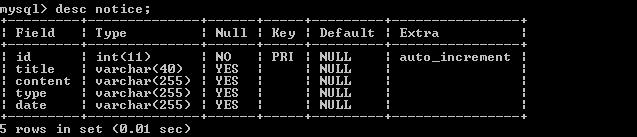 mysql> desc notice;
+---------+--------------+------+-----+---------+----------------+
| Field   | Type         | Null | Key | Default | Extra          |
+---------+--------------+------+-----+---------+----------------+
| id      | int(11)      | NO   | PRI | NULL    | auto_increment |
| title   | varchar(40)  | YES  |     | NULL    |                |
| content | varchar(255) | YES  |     | NULL    |                |
| type    | varchar(255) | YES  |     | NULL    |                |
| date    | varchar(255) | YES  |     | NULL    |                |
+---------+--------------+------+-----+---------+----------------+
5 rows in set (0.01 sec)